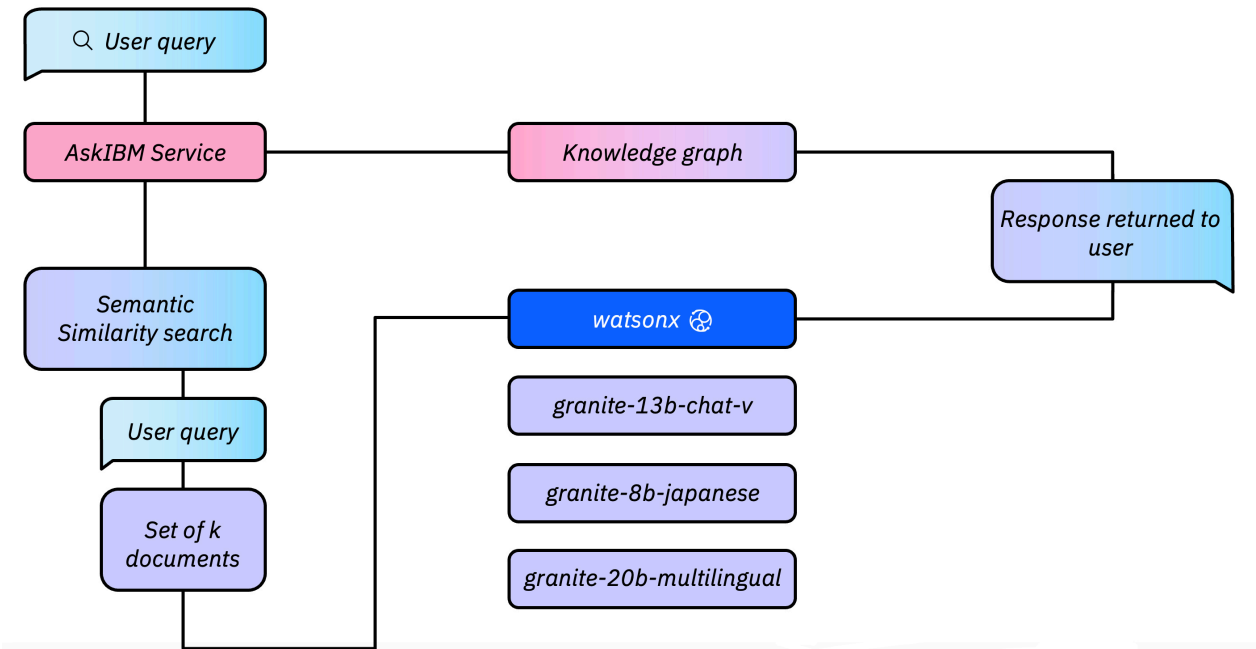 User query
AskIBM Service
Knowledge graph
Response returned to
user
Semantic
Similarity search
watsonx
User query
granite-13b-chat-v
granite-8b-japanese
Set of k
documents
granite-20b-multilingual